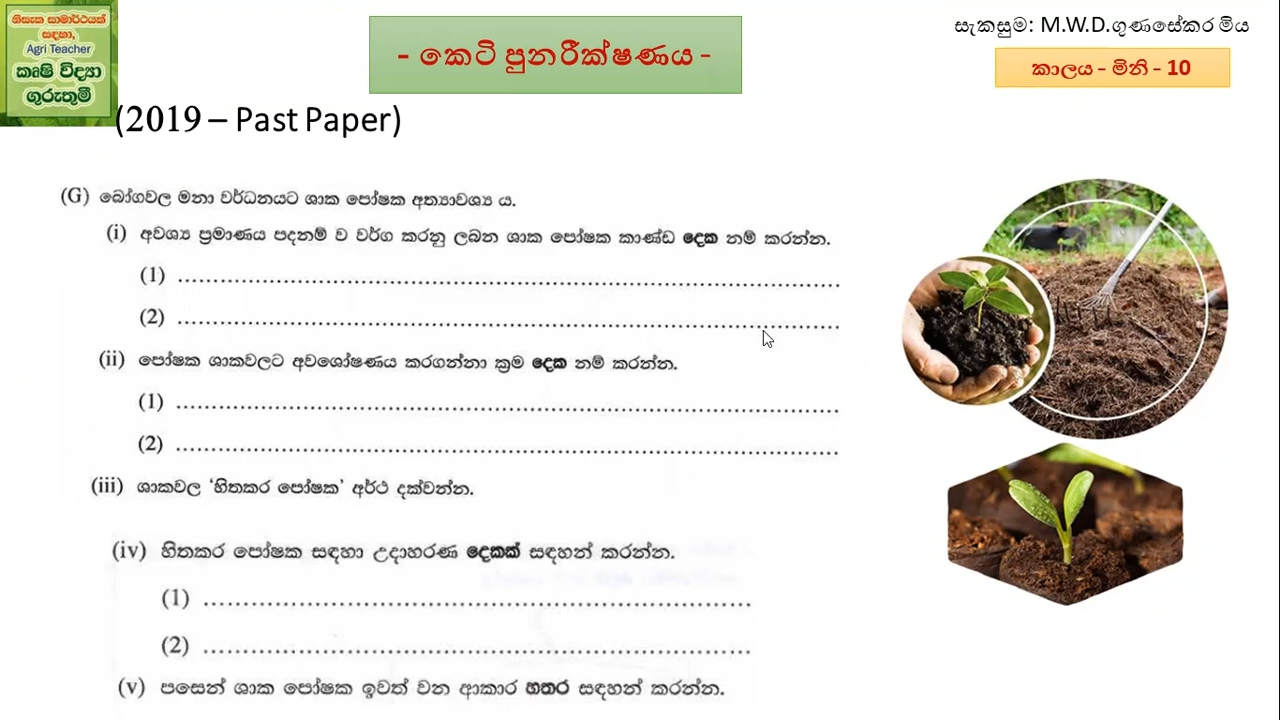 නිසැක සාමාර්ථයක්
සඳහා,
Agri Teacher
කෘෂි විද්‍යා
ගුරුතුමී
- කෙටි පුනරීක්ෂණය -
සැකසුම: M.W.D.ගුණසේකර මිය
කාලය - මිනි - 10
(2019 – Past Paper)
(G) බෝගවල මනා වර්ධනයට ශාක පෝෂක අත්‍යාවශ්‍ය ය.
(i) අවශ්‍ය ප්‍රමාණය පදනම් ව වර්ග කරනු ලබන ශාක පෝෂක කාණ්ඩ දෙක නම් කරන්න.
(1) ....................................................................................................
(2) ....................................................................................................
(ii) පෝෂක ශාකවලට අවශෝෂණය කරගන්නා ක්‍රම දෙක නම් කරන්න.
(1) ....................................................................................................
(2) ....................................................................................................
(iii) ශාකවල ‘හිතකර පෝෂක’ අර්ථ දක්වන්න.
(iv) හිතකර පෝෂක සඳහා උදාහරණ දෙකක් සඳහන් කරන්න.
(1) ....................................................................................
(2) ....................................................................................
(v) පසෙන් ශාක පෝෂක ඉවත් වන ආකාර හතර සඳහන් කරන්න.